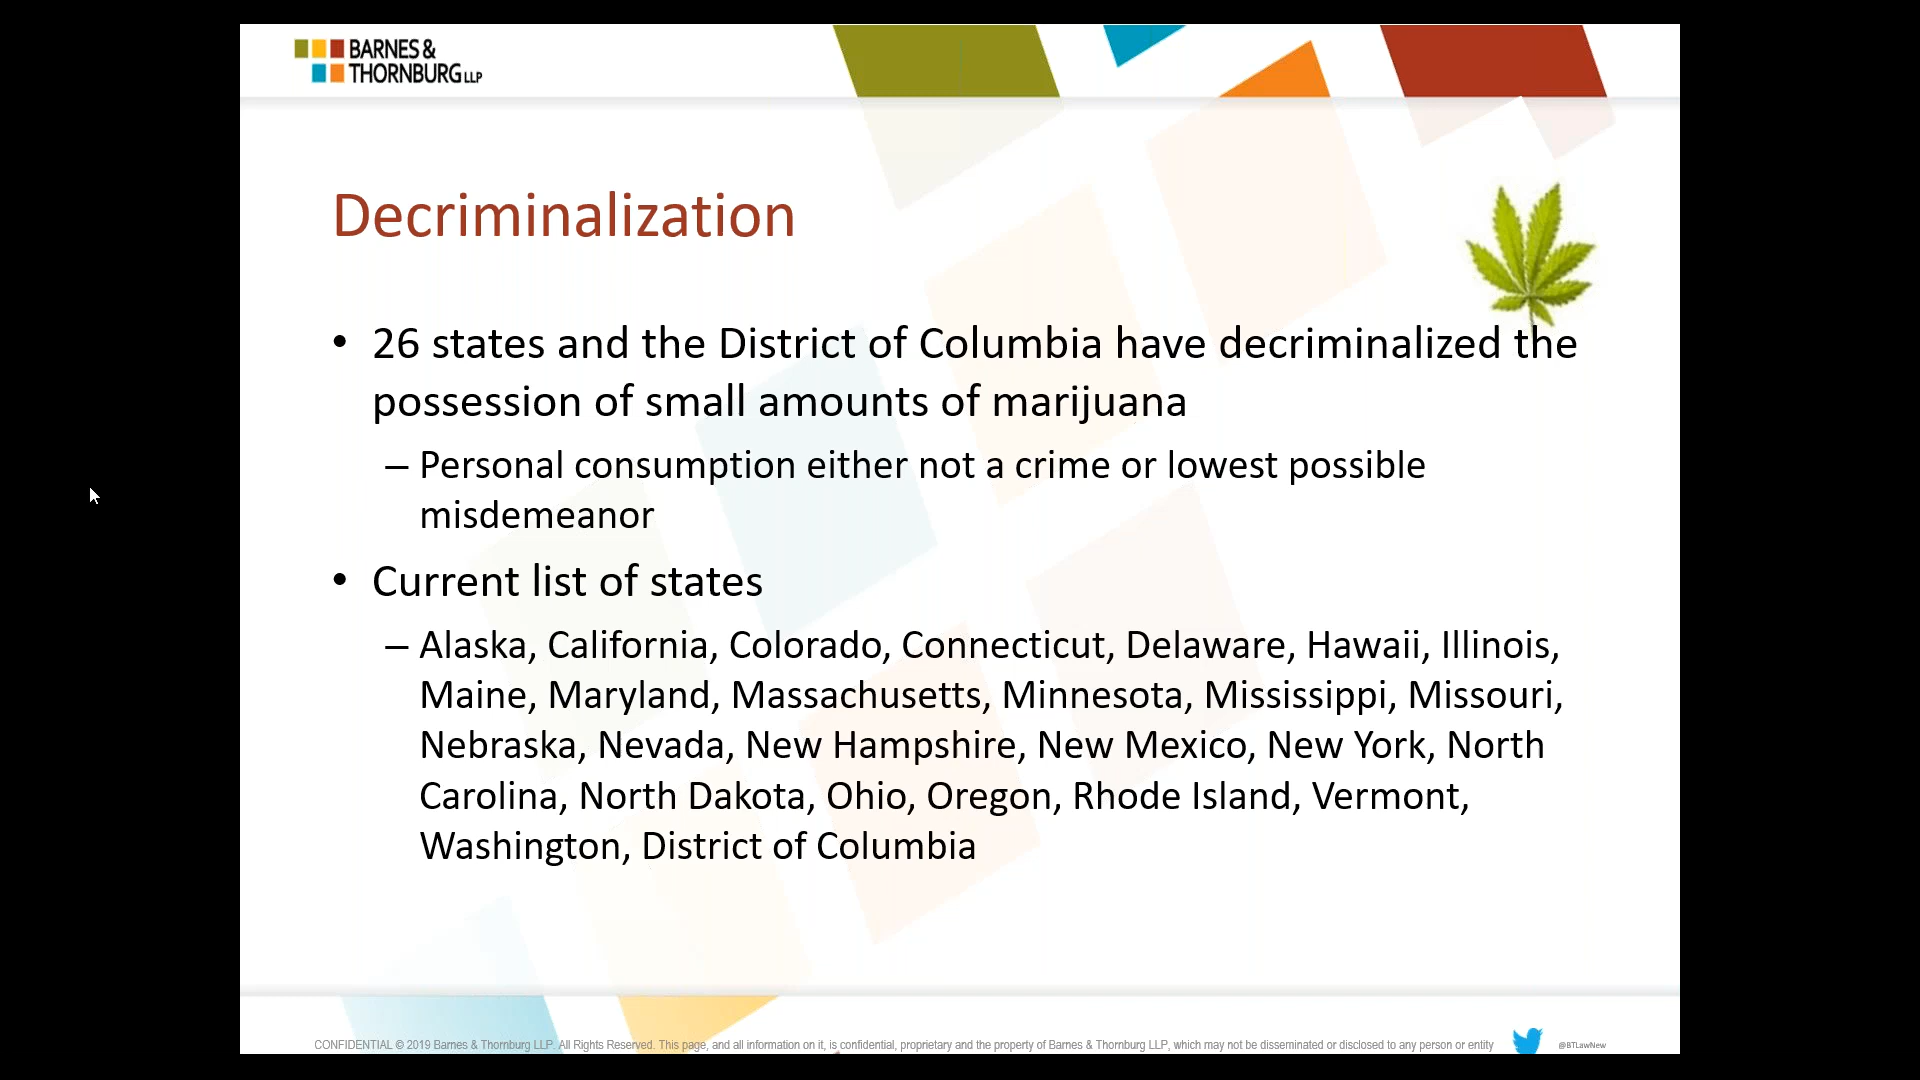 BARNES &
THORNBURG LLP
Decriminalization
• 26 states and the District of Columbia have decriminalized the
possession of small amounts of marijuana
– Personal consumption either not a crime or lowest possible
misdemeanor
• Current list of states
– Alaska, California, Colorado, Connecticut, Delaware, Hawaii, Illinois,
Maine, Maryland, Massachusetts, Minnesota, Mississippi, Missouri,
Nebraska, Nevada, New Hampshire, New Mexico, New York, North
Carolina, North Dakota, Ohio, Oregon, Rhode Island, Vermont,
Washington, District of Columbia
CONFIDENTIAL © 2019 Barnes & Thornburg LLP. All Rights Reserved. This page, and all information on it, is confidential, proprietary and the property of Barnes & Thornburg LLP, which may not be disseminated or disclosed to any person or entity
@BTLawNew